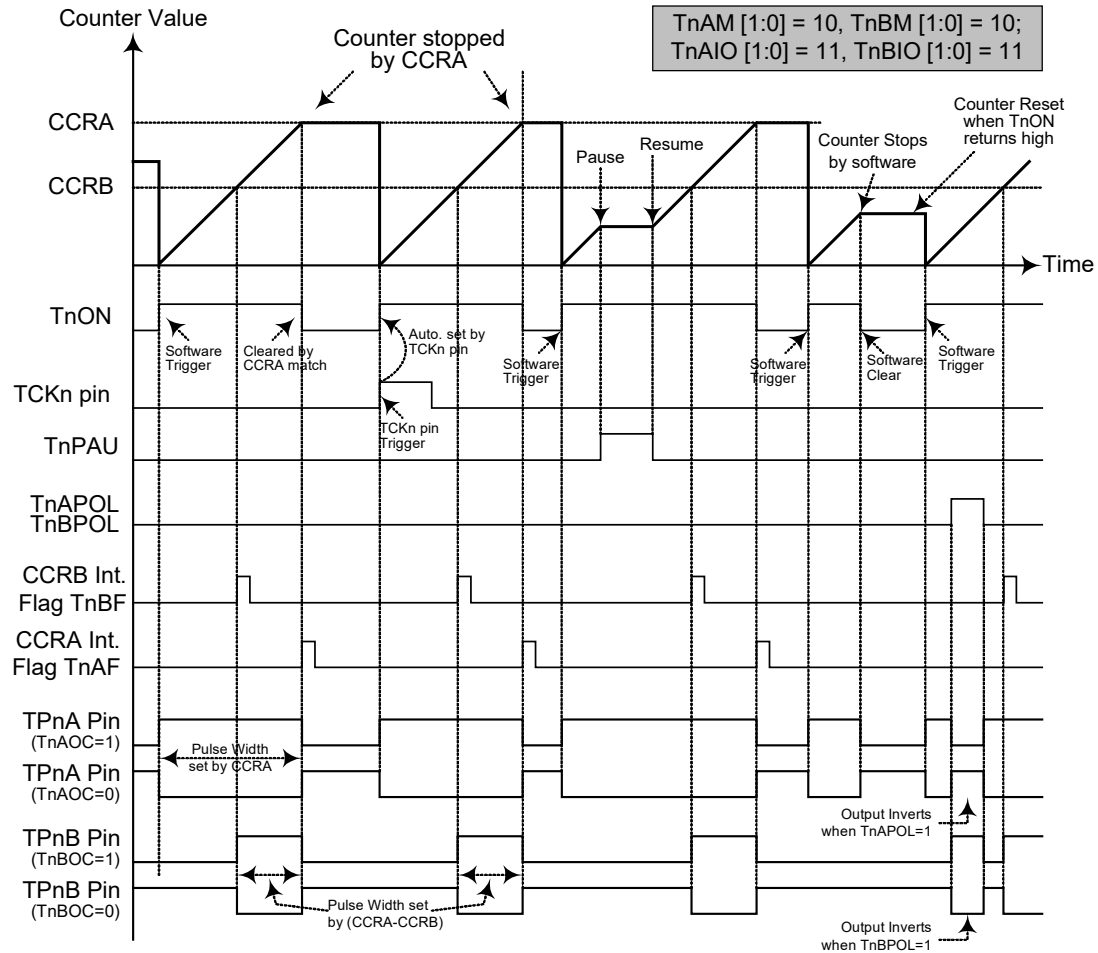 Counter Value
TnAM [1:0] = 10, TnBM [1:0] = 10;
TnAIO [1:0] = 11, TnBIO [1:0] = 11
Counter stopped
by CCRA
Counter Reset
when TnON
returns high
CCRA
Counter Stops
by software
Pause
Resume
CCRB
Time
TnON
Software
Trigger
Cleared by
CCRA match
Auto. set by
TCKn pin
Software
Trigger
Software
Trigger
Software
Clear
Software
Trigger
TCKn pin
TCKn pin
Trigger
TnPAU
TnAPOL
TnBPOL
CCRB Int.
Flag TnBF
CCRA Int.
Flag TnAF
TPnA Pin
(TnAOC=1)
Pulse Width
set by CCRA
TPnA Pin
(TnAOC=0)
Output Inverts
when TnAPOL=1
TPnB Pin
(TnBOC=1)
TPnB Pin
(TnBOC=0)
Pulse Width set
by (CCRA-CCRB)
Output Inverts
when TnBPOL=1